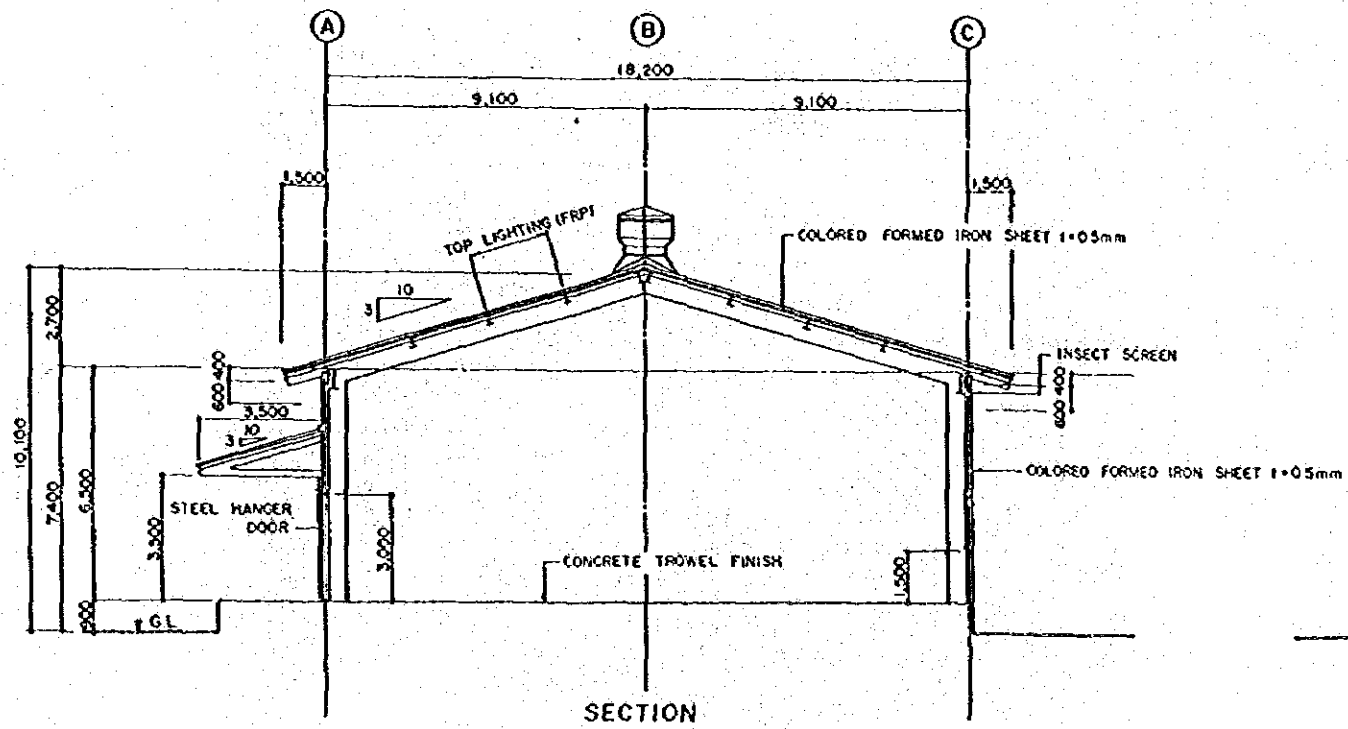 A B C
18,200
9,100 9,100
1,500 1,500
TOP LIGHTING (FRP)
COLORED FORMED IRON SHEET t=0.5mm
10
3
2,700
INSECT SCREEN
400 400
600 600
3,500
10
3
10,100
7,400
6,500
COLORED FORMED IRON SHEET t=0.5mm
STEEL HANGER
DOOR
3,500
3,000
CONCRETE TROWEL FINISH
1,500
900
G.L
SECTION